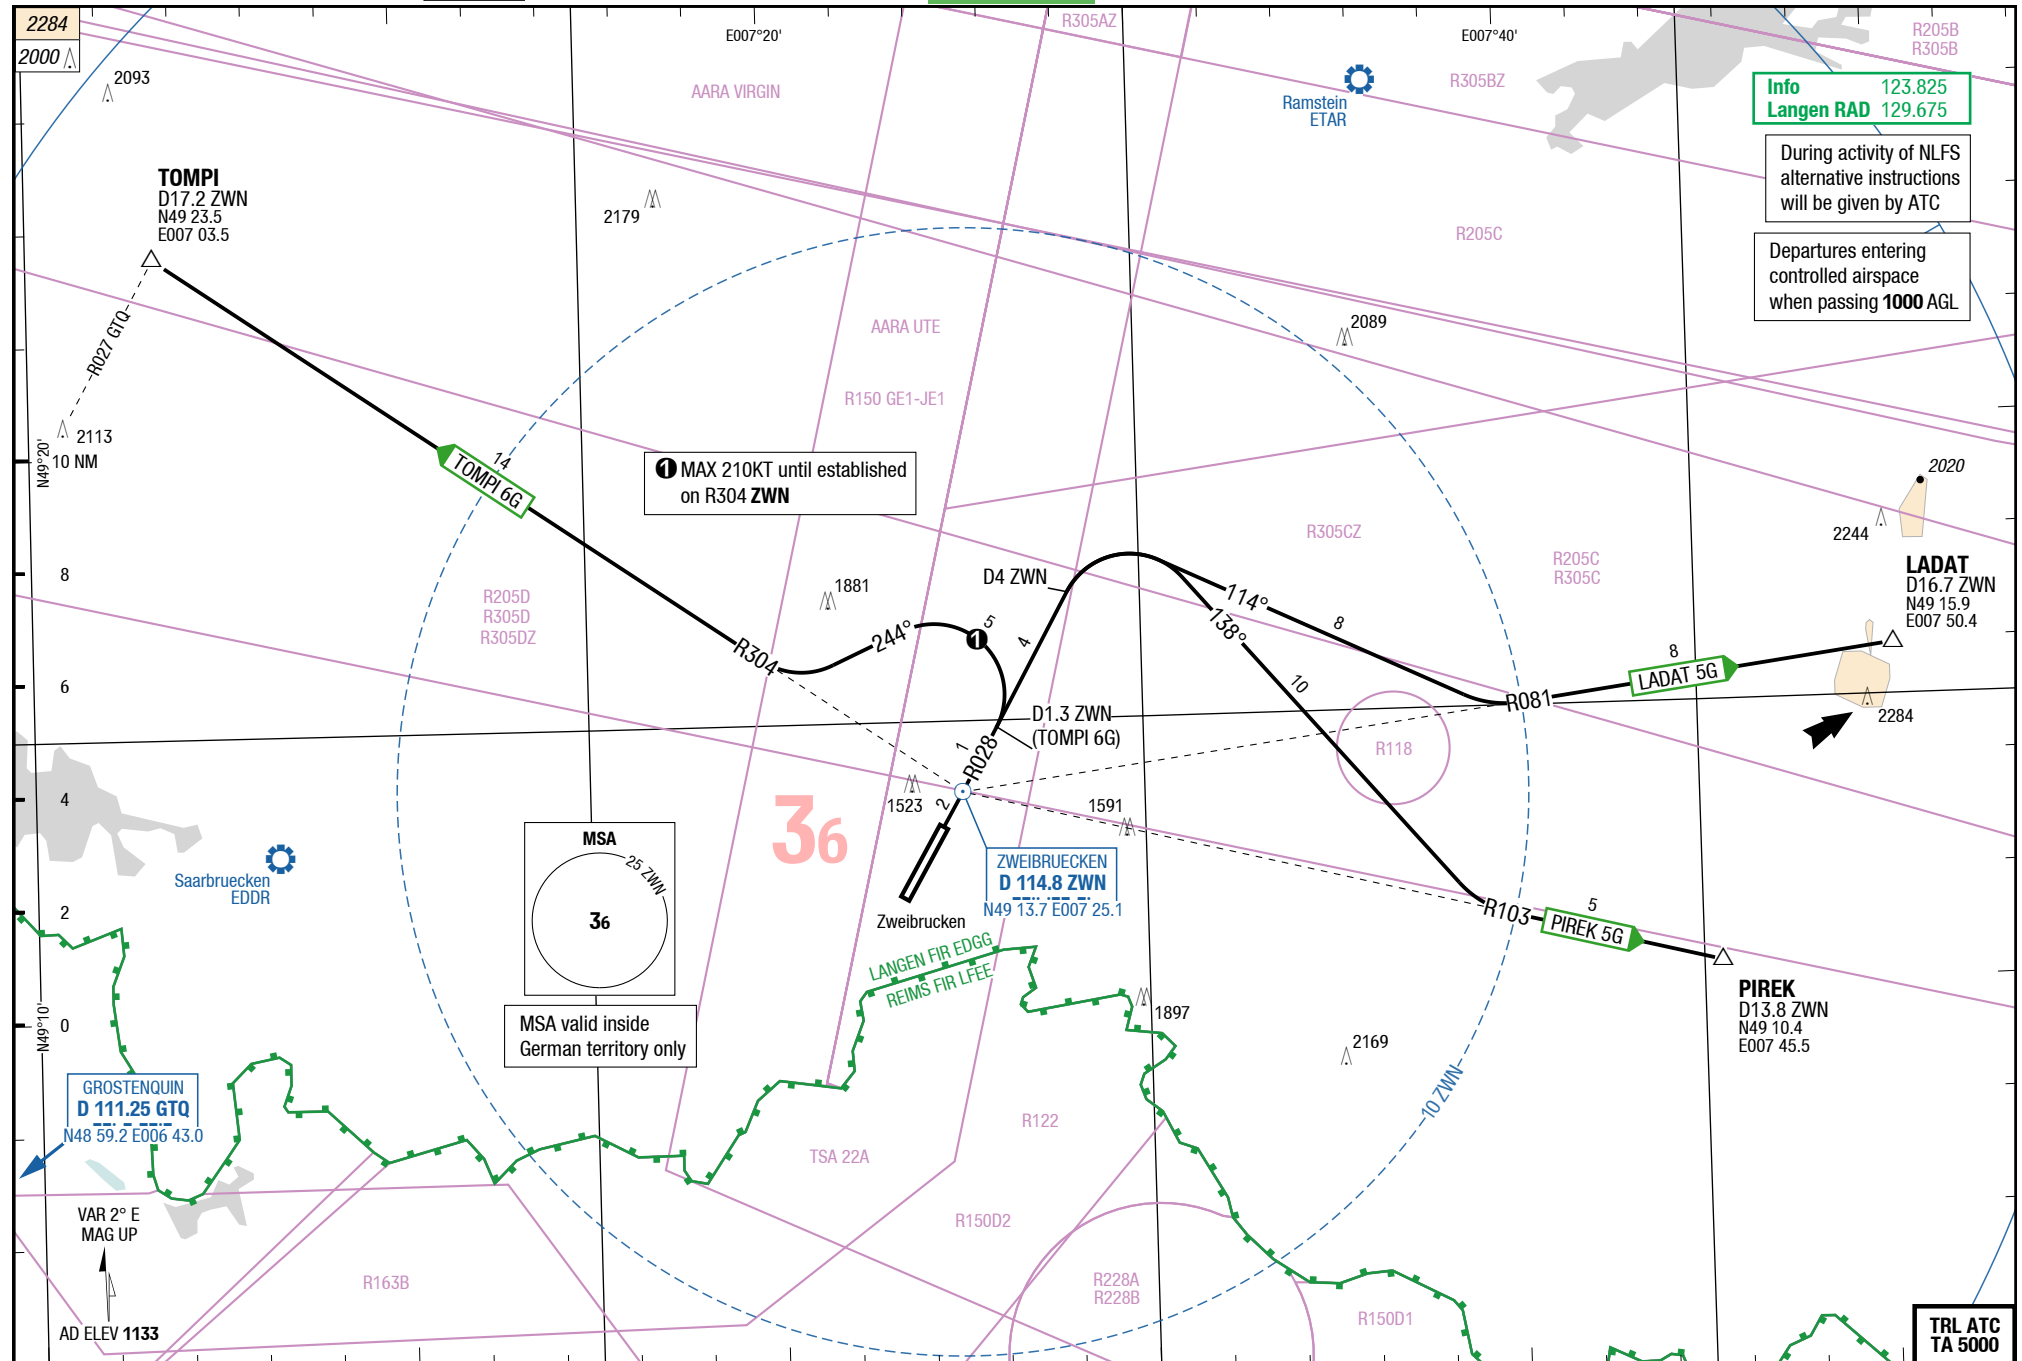 2284
2000
2093
E007°20'
R305AZ
E007°40'
R205B
R305B
AARA VIRGIN
Ramstein
ETAR
R305BZ
Info 123.825
Langen RAD 129.675
During activity of NLFS
alternative instructions
will be given by ATC
TOMPI
D17.2 ZWN
N49 23.5
E007 03.5
2179
R205C
Departures entering
controlled airspace
when passing 1000 AGL
R027 GTQ
AARA UTE
2089
R150 GE1-JE1
2113
N49°20'
10 NM
14
TOMPI 6G
1 MAX 210KT until established
on R304 ZWN
2020
2244
R305CZ
R205C
R305C
LADAT
D16.7 ZWN
N49 15.9
E007 50.4
8
R205D
R305D
R305DZ
1881
D4 ZWN
114°
138°
8
244°
1
5
4
R304
6
10
8
LADAT 5G
R081
2284
D1.3 ZWN
(TOMPI 6G)
1
R028
R118
4
1523
2
1591
36
MSA
25 ZWN
36
Saarbruecken
EDDR
ZWEIBRUECKEN
D 114.8 ZWN
N49 13.7 E007 25.1
2
Zweibrucken
R103
5
PIREK 5G
LANGEN FIR EDGG
REIMS FIR LFEE
PIREK
D13.8 ZWN
N49 10.4
E007 45.5
MSA valid inside
German territory only
N49°10'
0
1897
2169
GROSTENQUIN
D 111.25 GTQ
N48 59.2 E006 43.0
10 ZWN
R122
TSA 22A
VAR 2° E
MAG UP
R150D2
R163B
R228A
R228B
R150D1
AD ELEV 1133
TRL ATC
TA 5000